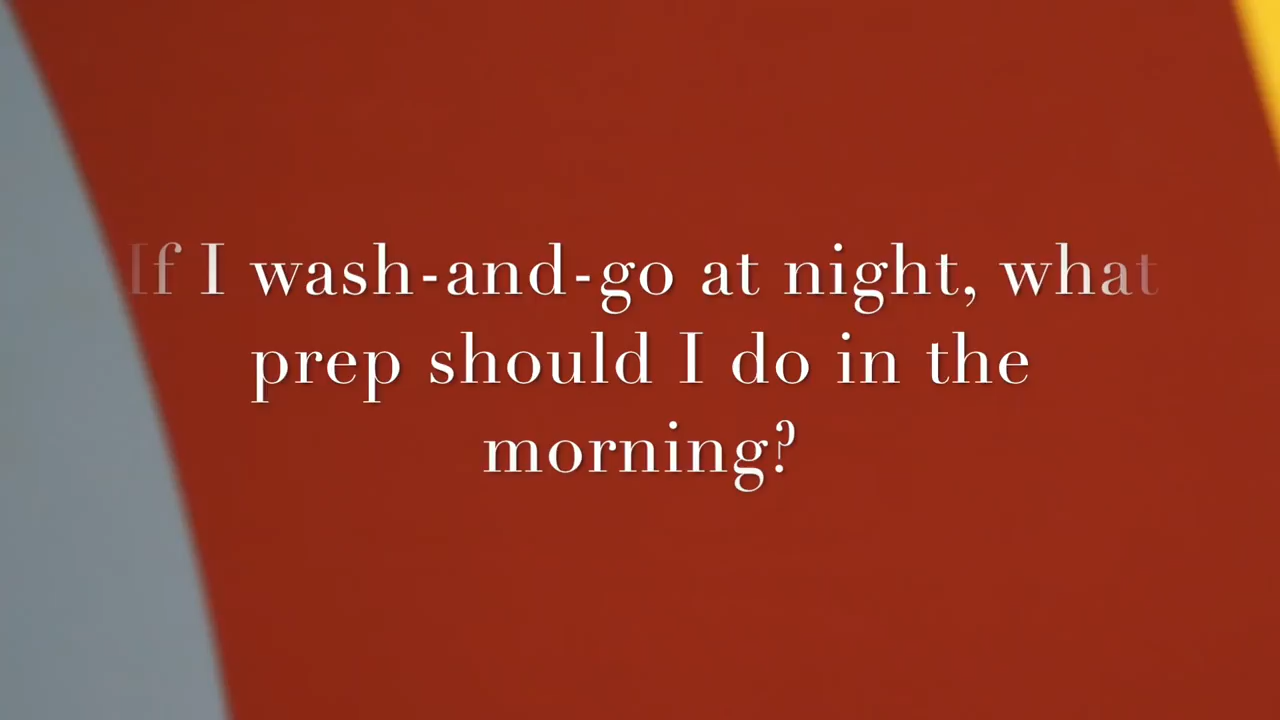 If I wash-and-go at night, what
prep should I do in the
morning?